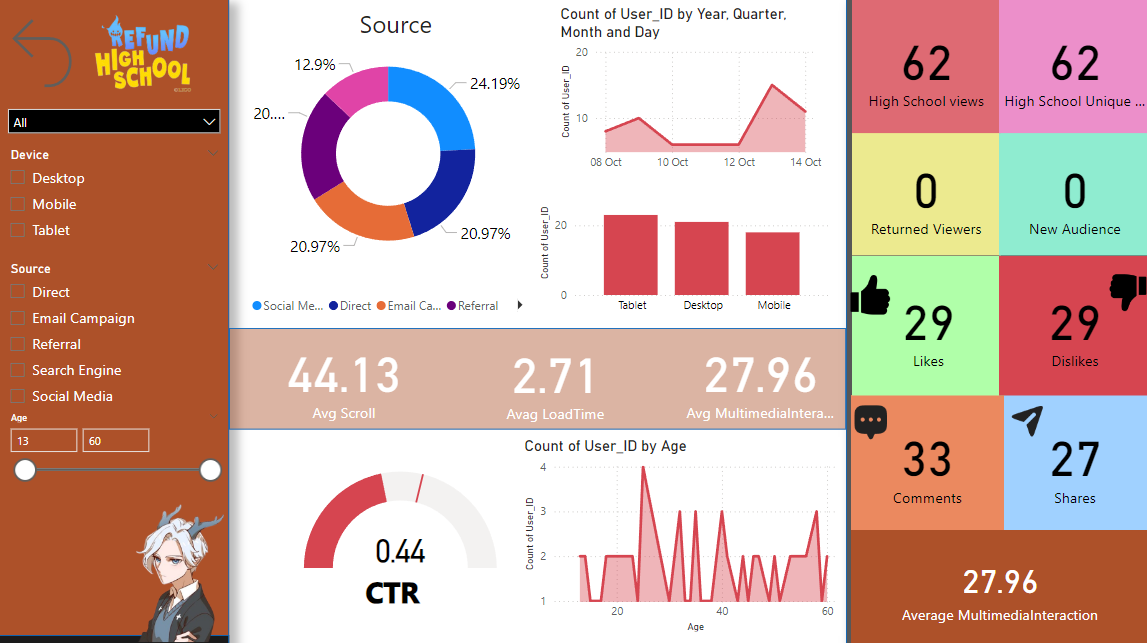 REFUND
HIGH
SCHOOL
All
Device
Desktop
Mobile
Tablet
Source
Direct
Email Campaign
Referral
Search Engine
Social Media
Age
13
60
Source
12.9%
24.19%
20....
20.97%
20.97%
Social Me...
Direct
Email Ca...
Referral
Count of User_ID by Year, Quarter,
Month and Day
Count of User_ID
20
10
08 Oct
10 Oct
12 Oct
14 Oct
Count of User_ID
20
0
Tablet
Desktop
Mobile
44.13
Avg Scroll
2.71
Avag LoadTime
27.96
Avg MultimediaIntera...
0.44
CTR
Count of User_ID by Age
Count of User_ID
4
3
2
1
20
40
60
Age
62
High School views
62
High School Unique ...
0
Returned Viewers
0
New Audience
29
Likes
29
Dislikes
33
Comments
27
Shares
27.96
Average MultimediaInteraction